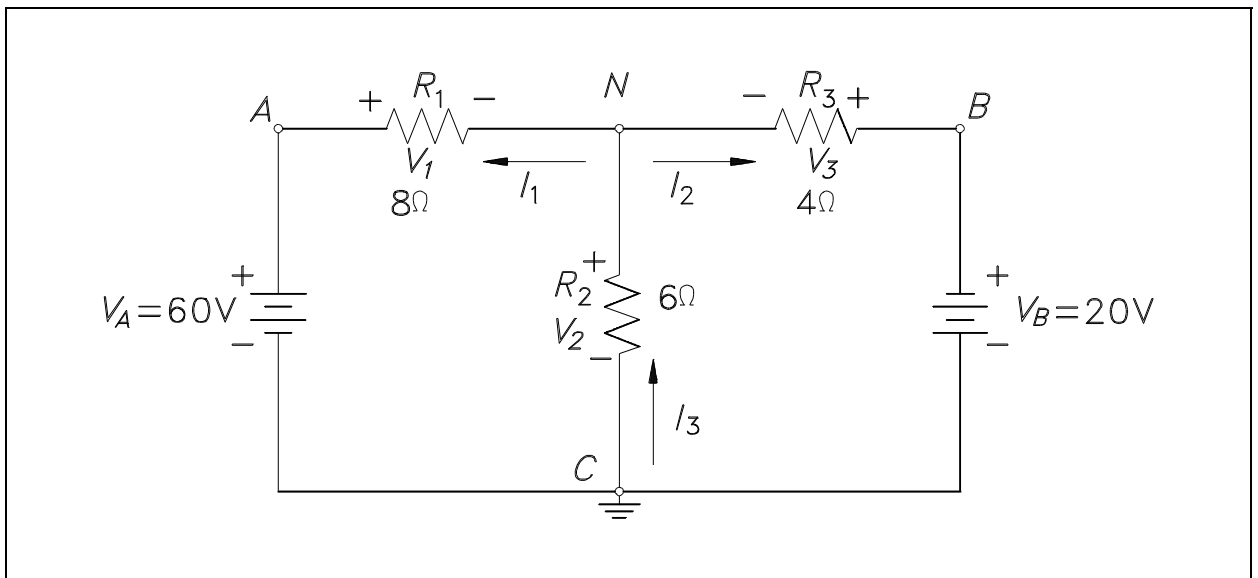 A
+ R1 −
N
− R3 +
B
V1
8Ω
I1
I2
V3
4Ω
VA=60V
+
−
+
R2
6Ω
V2
−
+
−
VB=20V
I3
C